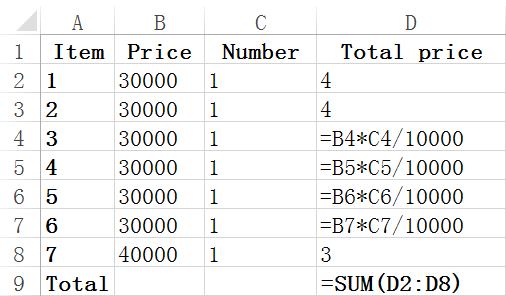 A B C D
1 Item Price Number Total price
2 1 30000 1 4
3 2 30000 1 4
4 3 30000 1 =B4*C4/10000
5 4 30000 1 =B5*C5/10000
6 5 30000 1 =B6*C6/10000
7 6 30000 1 =B7*C7/10000
8 7 40000 1 3
9 Total =SUM(D2:D8)